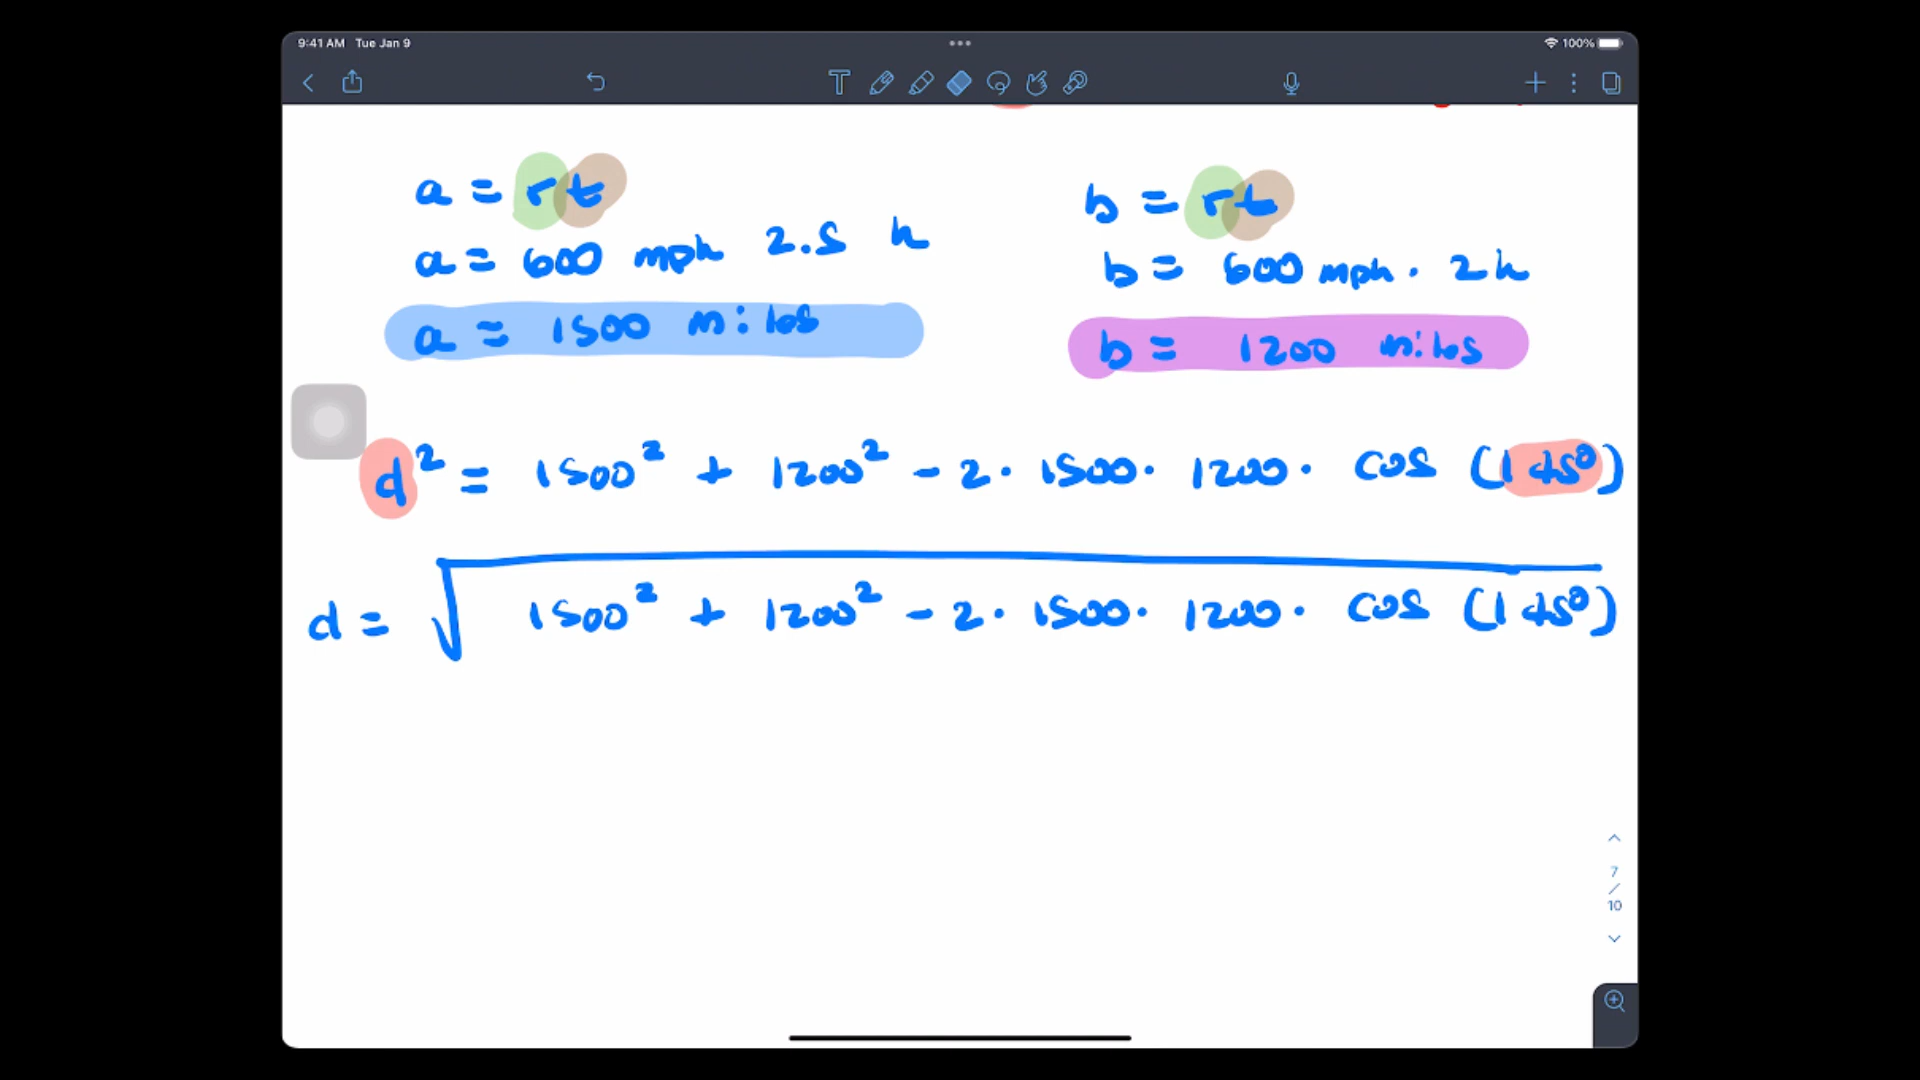 9:41 AM Tue Jan 9
100%
a = rt
b = rt
a = 600 mph 2.5 h
b = 600 mph . 2 h
a = 1500 miles
b = 1200 miles
d² = 1500² + 1200² - 2 · 1500 · 1200 · cos (145°)
d = √ 1500² + 1200² - 2 · 1500 · 1200 · cos (145°)
7
/
10